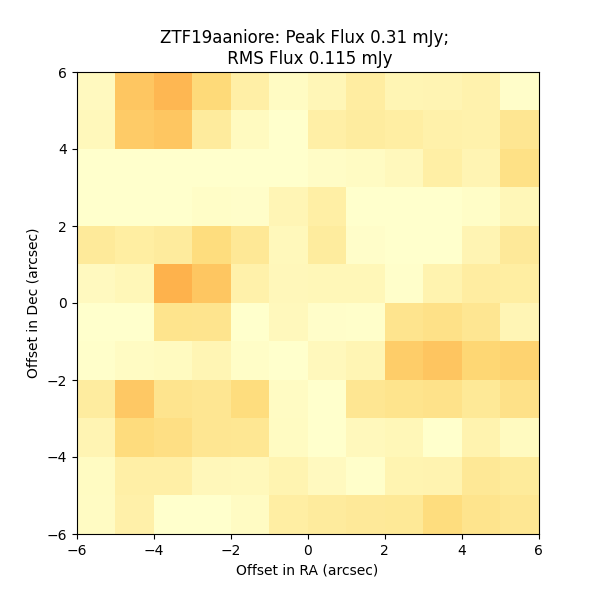 ZTF19aaniore: Peak Flux 0.31 mJy;
RMS Flux 0.115 mJy
6
4
2
0
−2
−4
−6
Offset in Dec (arcsec)
−6 −4 −2 0 2 4 6
Offset in RA (arcsec)